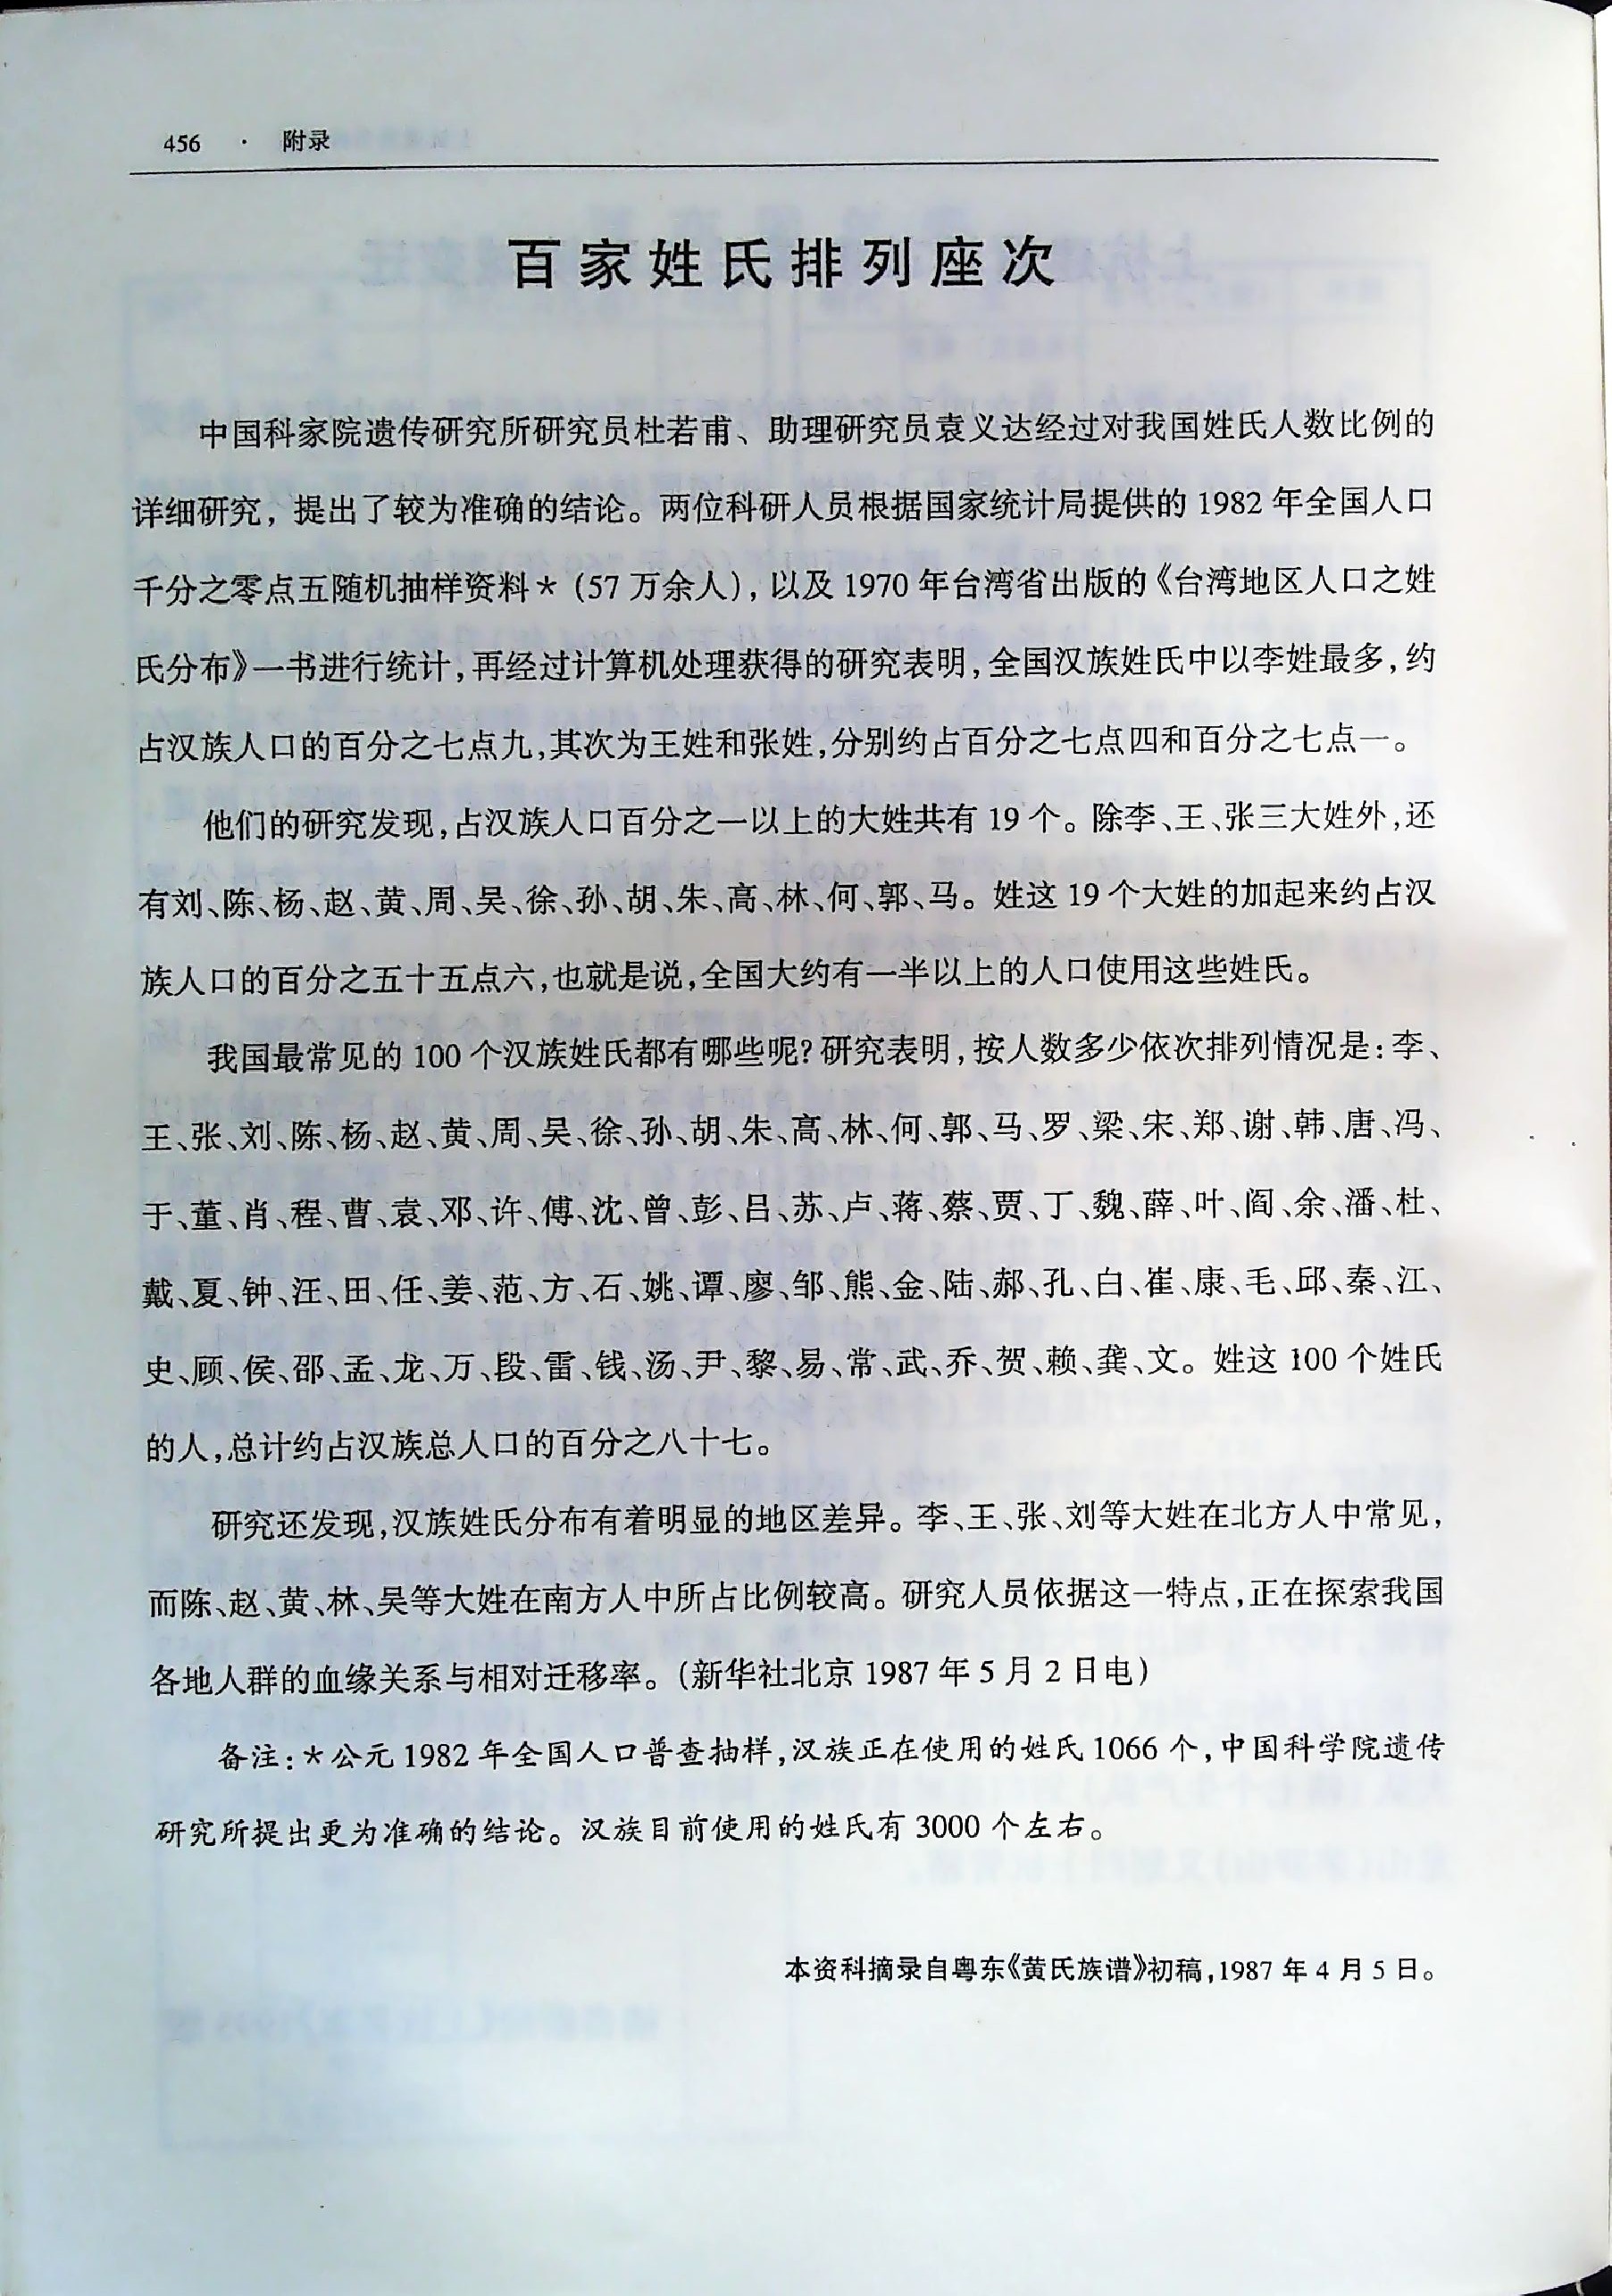 456 · 附录
百家姓氏排列座次
中国科家院遗传研究所研究员杜若甫、助理研究员袁义达经过对我国姓氏人数比例的
详细研究，提出了较为准确的结论。两位科研人员根据国家统计局提供的 1982 年全国人口
千分之零点五随机抽样资料＊（57 万余人），以及 1970 年台湾省出版的《台湾地区人口之姓
氏分布》一书进行统计，再经过计算机处理获得的研究表明，全国汉族姓氏中以李姓最多，约
占汉族人口的百分之七点九，其次为王姓和张姓，分别约占百分之七点四和百分之七点一。
他们的研究发现，占汉族人口百分之一以上的大姓共有 19 个。除李、王、张三大姓外，还
有刘、陈、杨、赵、黄、周、吴、徐、孙、胡、朱、高、林、何、郭、马。姓这 19 个大姓的加起来约占汉
族人口的百分之五十五点六，也就是说，全国大约有一半以上的人口使用这些姓氏。
我国最常见的 100 个汉族姓氏都有哪些呢？研究表明，按人数多少依次排列情况是：李、
王、张、刘、陈、杨、赵、黄、周、吴、徐、孙、胡、朱、高、林、何、郭、马、罗、梁、宋、郑、谢、韩、唐、冯、
于、董、肖、程、曹、袁、邓、许、傅、沈、曾、彭、吕、苏、卢、蒋、蔡、贾、丁、魏、薛、叶、阎、余、潘、杜、
戴、夏、钟、汪、田、任、姜、范、方、石、姚、谭、廖、邹、熊、金、陆、郝、孔、白、崔、康、毛、邱、秦、江、
史、顾、侯、邵、孟、龙、万、段、雷、钱、汤、尹、黎、易、常、武、乔、贺、赖、龚、文。姓这 100 个姓氏
的人，总计约占汉族总人口的百分之八十七。
研究还发现，汉族姓氏分布有着明显的地区差异。李、王、张、刘等大姓在北方人中常见，
而陈、赵、黄、林、吴等大姓在南方人中所占比例较高。研究人员依据这一特点，正在探索我国
各地人群的血缘关系与相对迁移率。（新华社北京 1987 年 5 月 2 日电）
备注：＊公元 1982 年全国人口普查抽样，汉族正在使用的姓氏 1066 个，中国科学院遗传
研究所提出更为准确的结论。汉族目前使用的姓氏有 3000 个左右。
本资科摘录自粤东《黄氏族谱》初稿，1987 年 4 月 5 日。